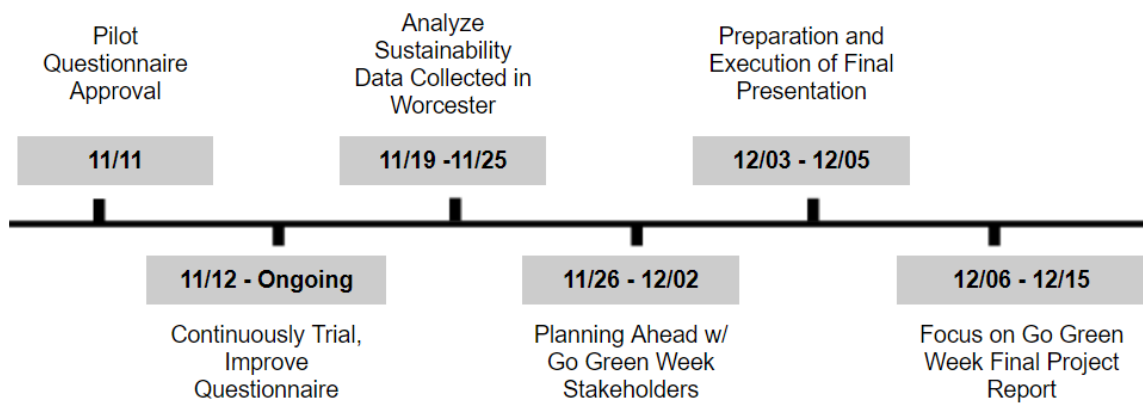 Pilot
Questionnaire
Approval
11/11
11/12 - Ongoing
Continuously Trial,
Improve
Questionnaire
Analyze
Sustainability
Data Collected in
Worcester
11/19 -11/25
11/26 - 12/02
Planning Ahead w/
Go Green Week
Stakeholders
Preparation and
Execution of Final
Presentation
12/03 - 12/05
12/06 - 12/15
Focus on Go Green
Week Final Project
Report